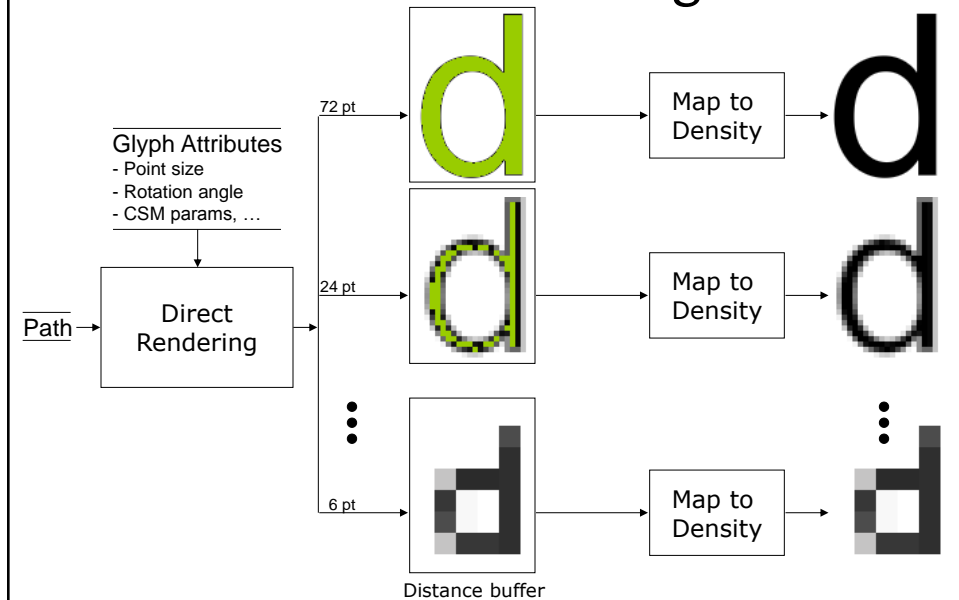 72 pt
Map to
Density
Glyph Attributes
- Point size
- Rotation angle
- CSM params, …
24 pt
Map to
Density
Path
Direct
Rendering
6 pt
Map to
Density
Distance buffer